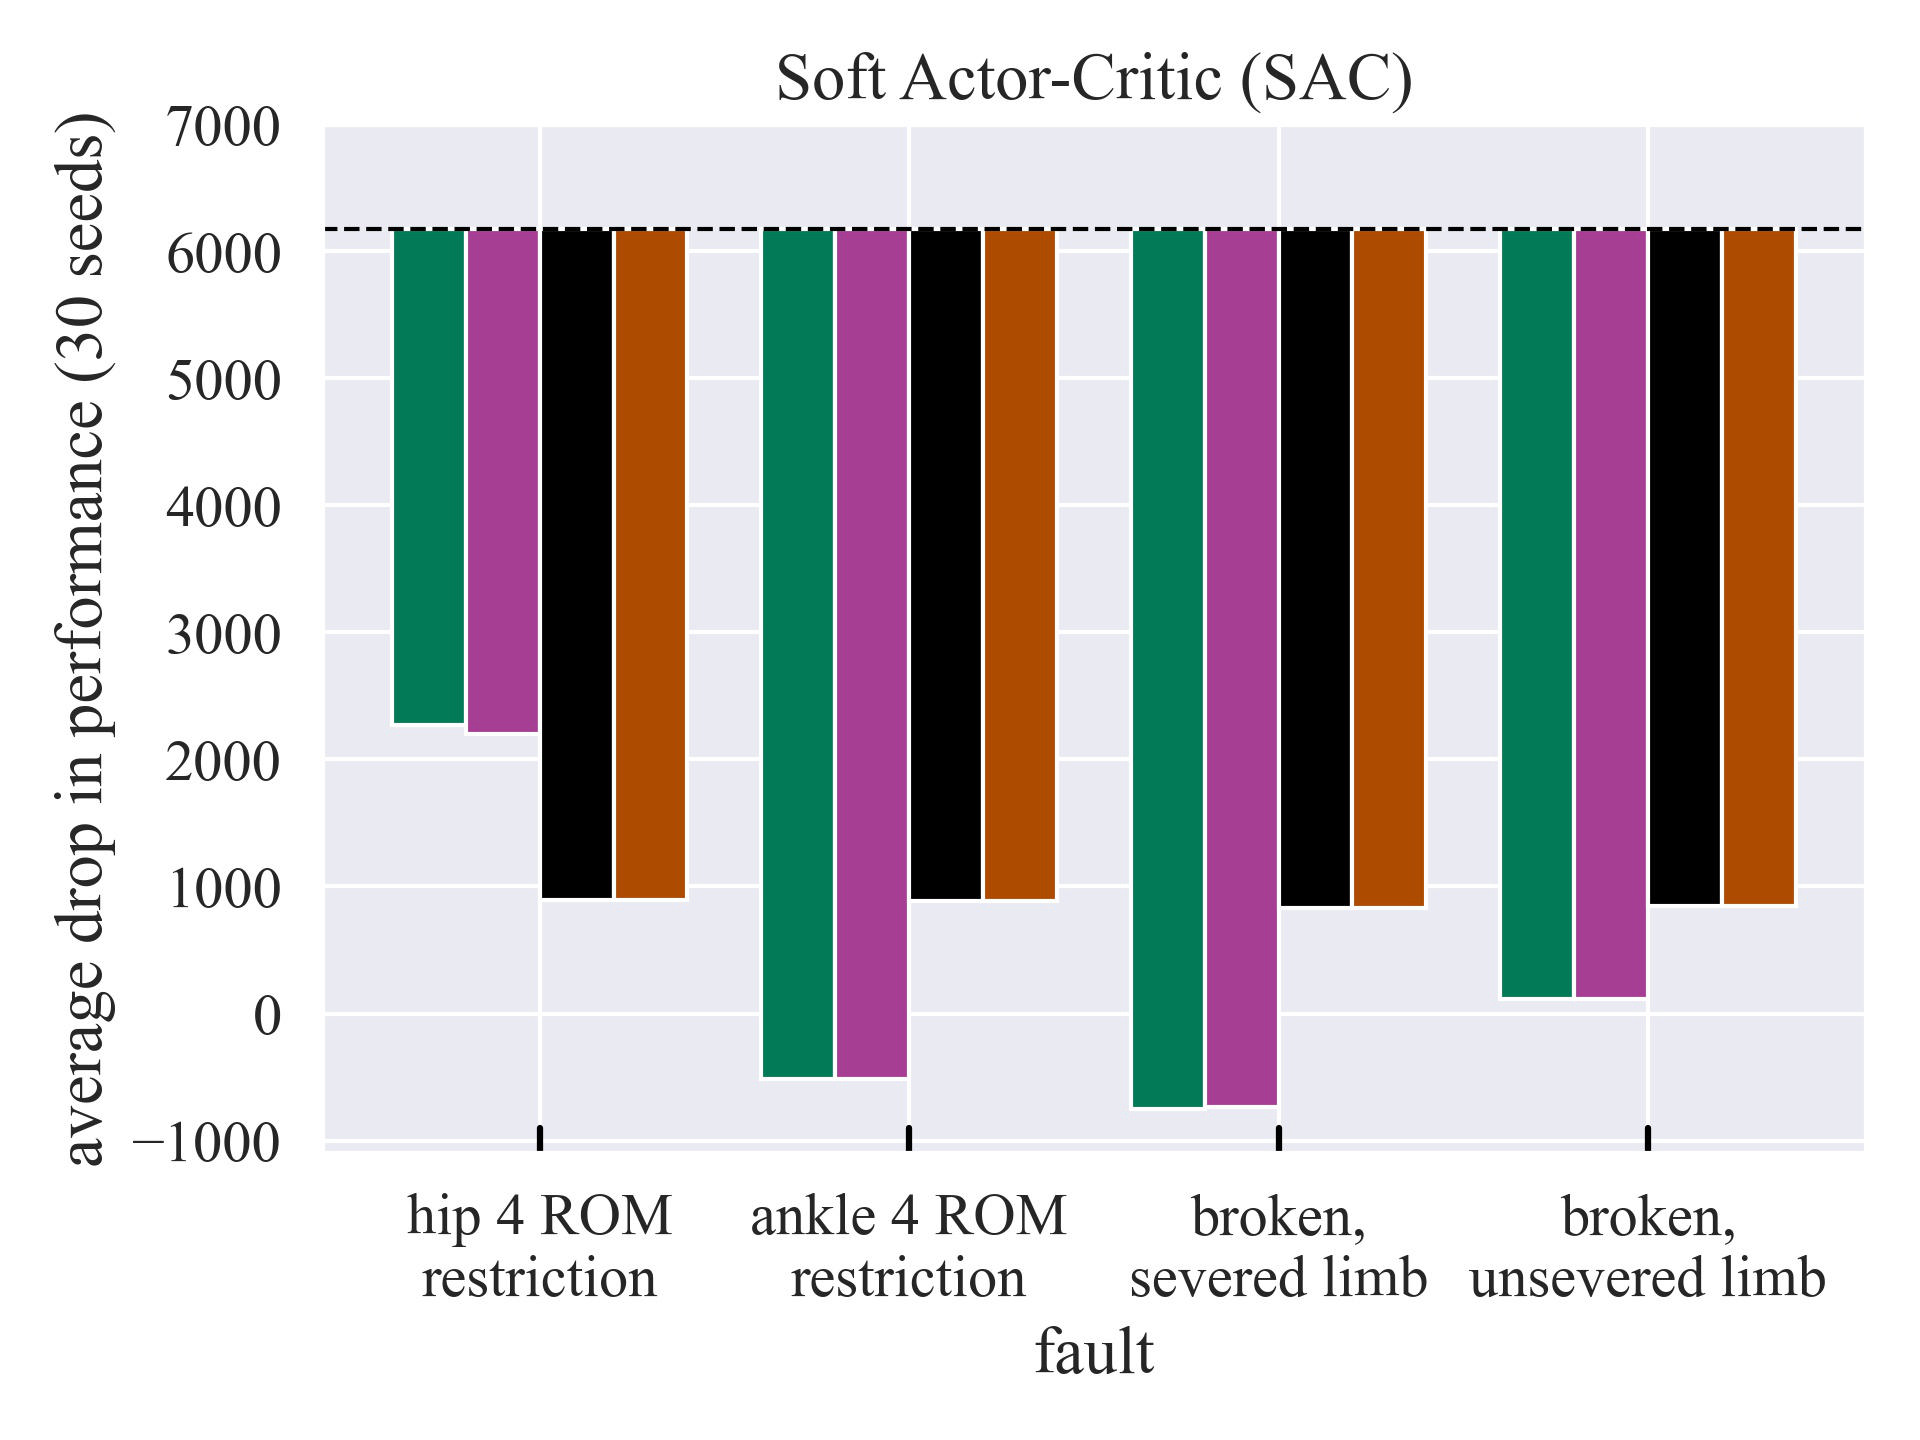 Soft Actor-Critic (SAC)
average drop in performance (30 seeds)
7000
6000
5000
4000
3000
2000
1000
0
−1000
hip 4 ROM
restriction
ankle 4 ROM
restriction
broken,
severed limb
broken,
unsevered limb
fault